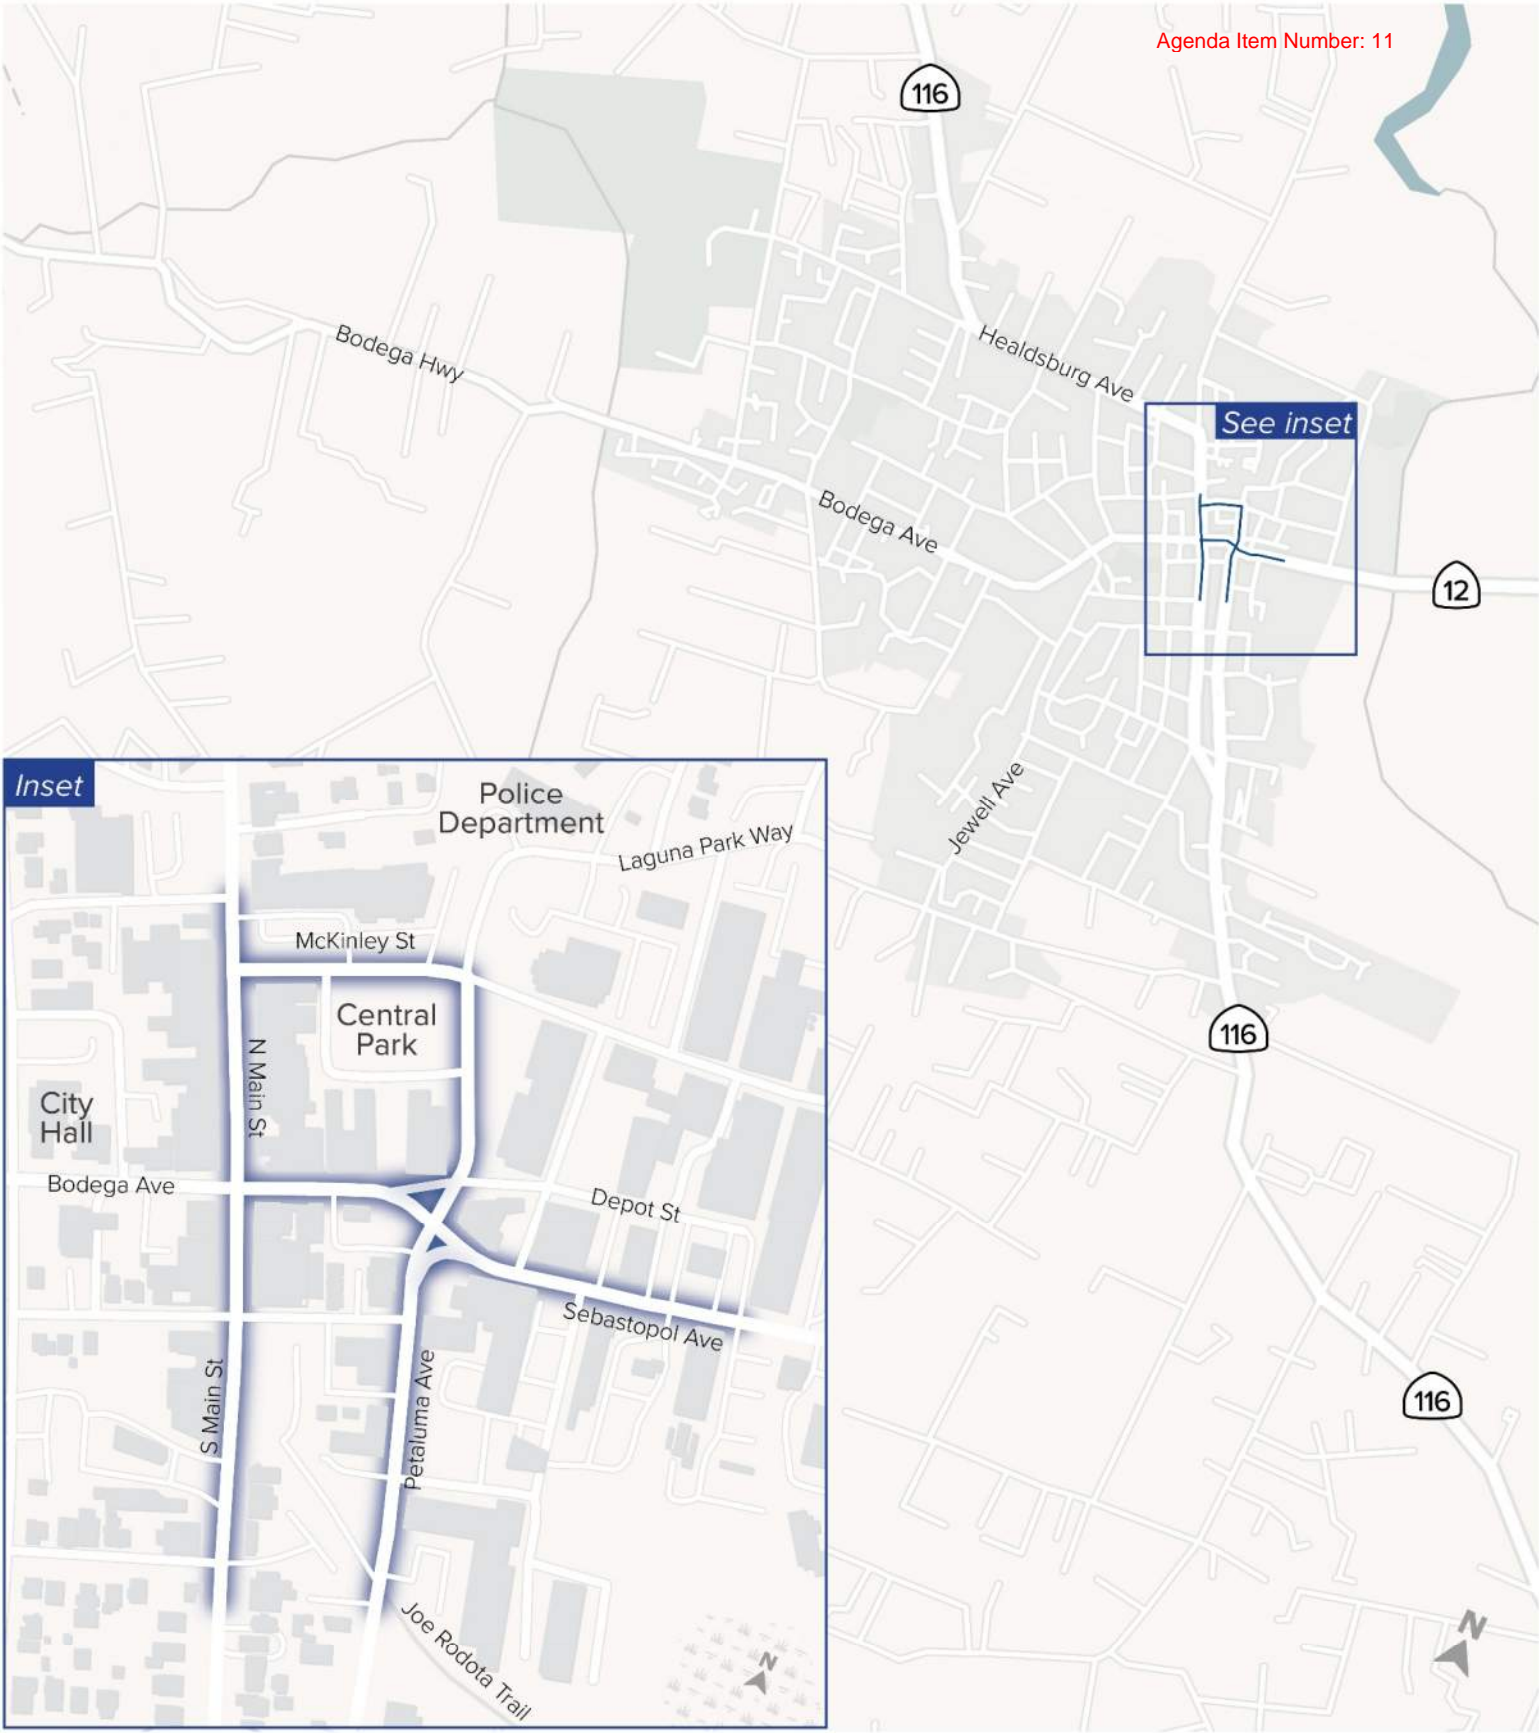 Agenda Item Number: 11
116
Healdsburg Ave
Bodega Hwy
See inset
Bodega Ave
12
Jewell Ave
116
116
N
Inset
Police
Department
Laguna Park Way
McKinley St
Central
Park
N Main St
City
Hall
Bodega Ave
Depot St
Sebastopol Ave
S Main St
Petaluma Ave
Joe Rodota Trail
N